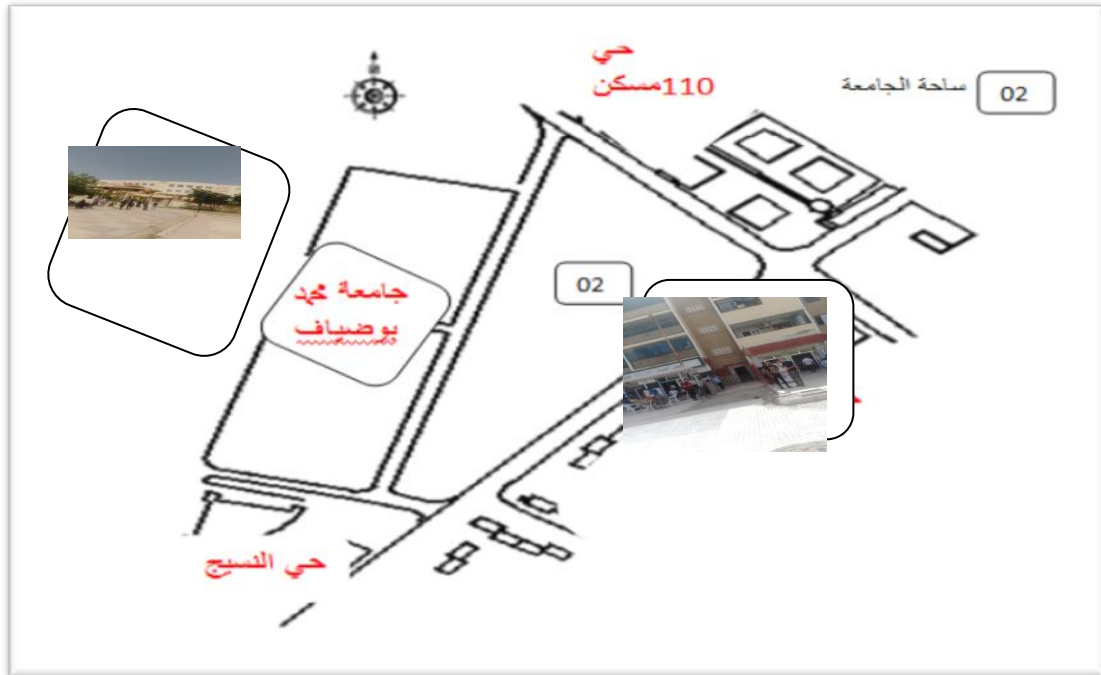 حي
110مسكن
ساحة الجامعة
02
02
جامعة محمد
بوضياف
حي النسيج